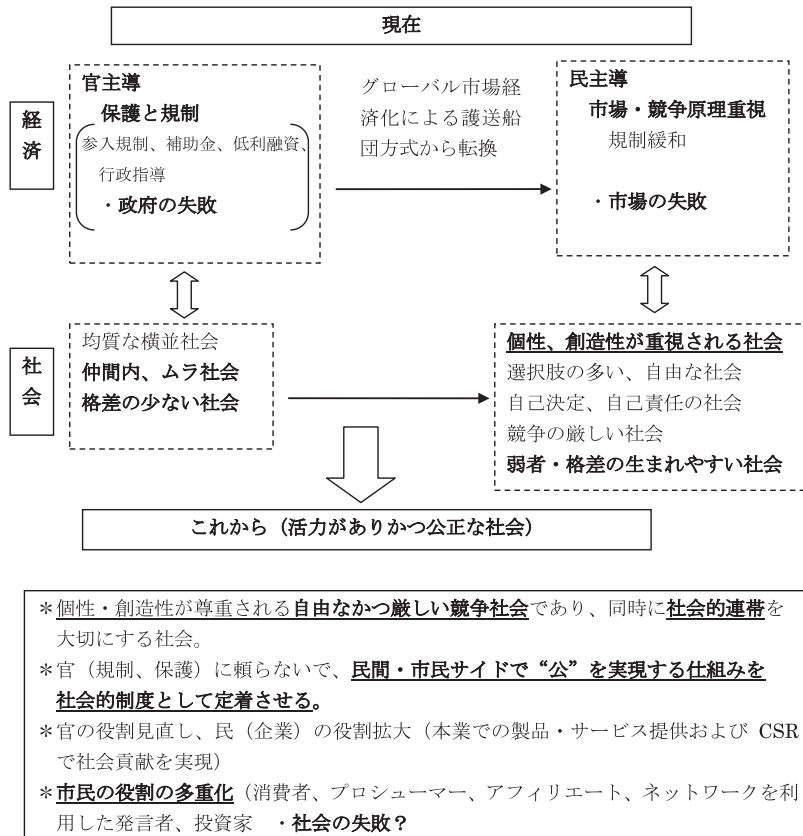 現在
経済
官主導
保護と規制
参入規制、補助金、低利融資、
行政指導
・政府の失敗
グローバル市場経
済化による護送船
団方式から転換
民主導
市場・競争原理重視
規制緩和
・市場の失敗
社会
均質な横並社会
仲間内、ムラ社会
格差の少ない社会
個性、創造性が重視される社会
選択肢の多い、自由な社会
自己決定、自己責任の社会
競争の厳しい社会
弱者・格差の生まれやすい社会
これから(活力がありかつ公正な社会)
*個性・創造性が尊重される自由なかつ厳しい競争社会であり、同時に社会的連帯を
大切にする社会。
*官(規制、保護)に頼らないで、民間・市民サイドで“公”を実現する仕組みを
社会的制度として定着させる。
*官の役割見直し、民(企業)の役割拡大(本業での製品・サービス提供および CSR
で社会貢献を実現)
*市民の役割の多重化(消費者、プロシューマー、アフィリエート、ネットワークを利
用した発言者、投資家 ・社会の失敗?